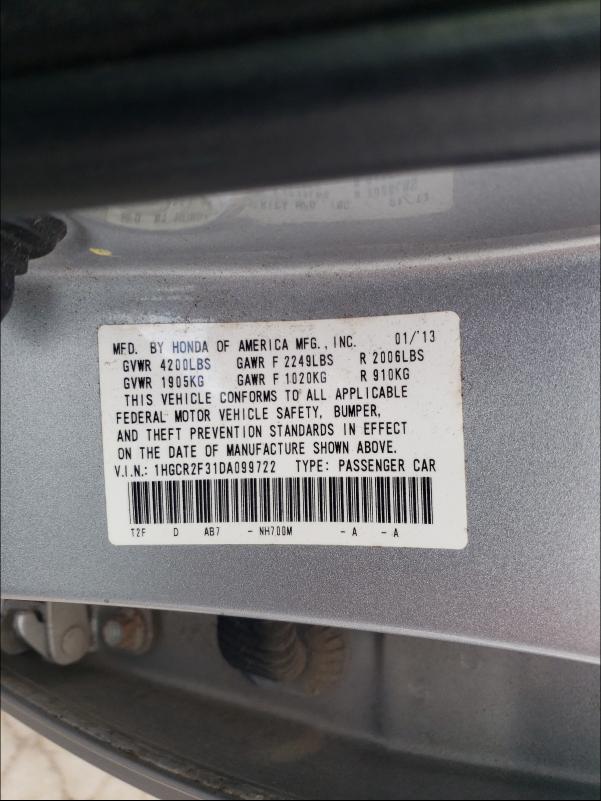 MFD. BY HONDA OF AMERICA MFG., INC. 01/'13
GVWR 4200LBS GAWR F 2249LBS R 2006LBS
GVWR 1905KG GAWR F 1020KG R 910KG
THIS VEHICLE CONFORMS TO ALL APPLICABLE
FEDERAL MOTOR VEHICLE SAFETY, BUMPER,
AND THEFT PREVENTION STANDARDS IN EFFECT
ON THE DATE OF MANUFACTURE SHOWN ABOVE.
V.I.N.: 1HGCR2F31DA099722 TYPE: PASSENGER CAR
T2F D AB7 - NH700M - A - A